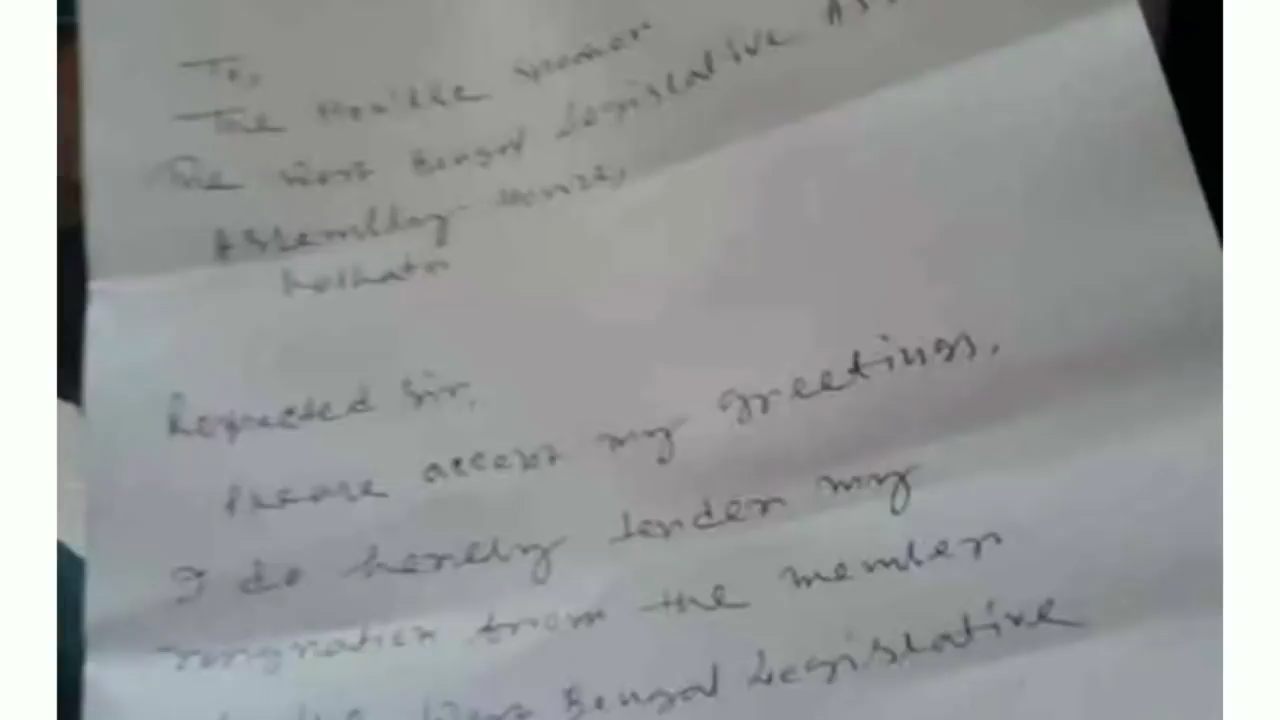 To,
The Hon'ble Speaker
The West Bengal Legislative
Assembly House,
Kolkata
Respected Sir,
Please accept my greetings.
I do hereby tender my
resignation from the member
West Bengal Legislative